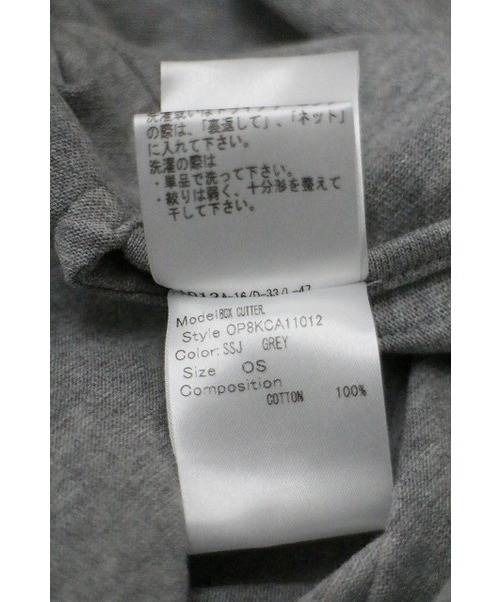 の際は、「裏返して」、「ネット」
に入れて下さい。
洗濯の際は
・単品で洗って下さい。
・絞りは弱く、十分形を整えて
干して下さい。
Model BOX CUTTER
Style OP8KCA11012
Color:SSJ GREY
Size OS
Composition
COTTON 100%